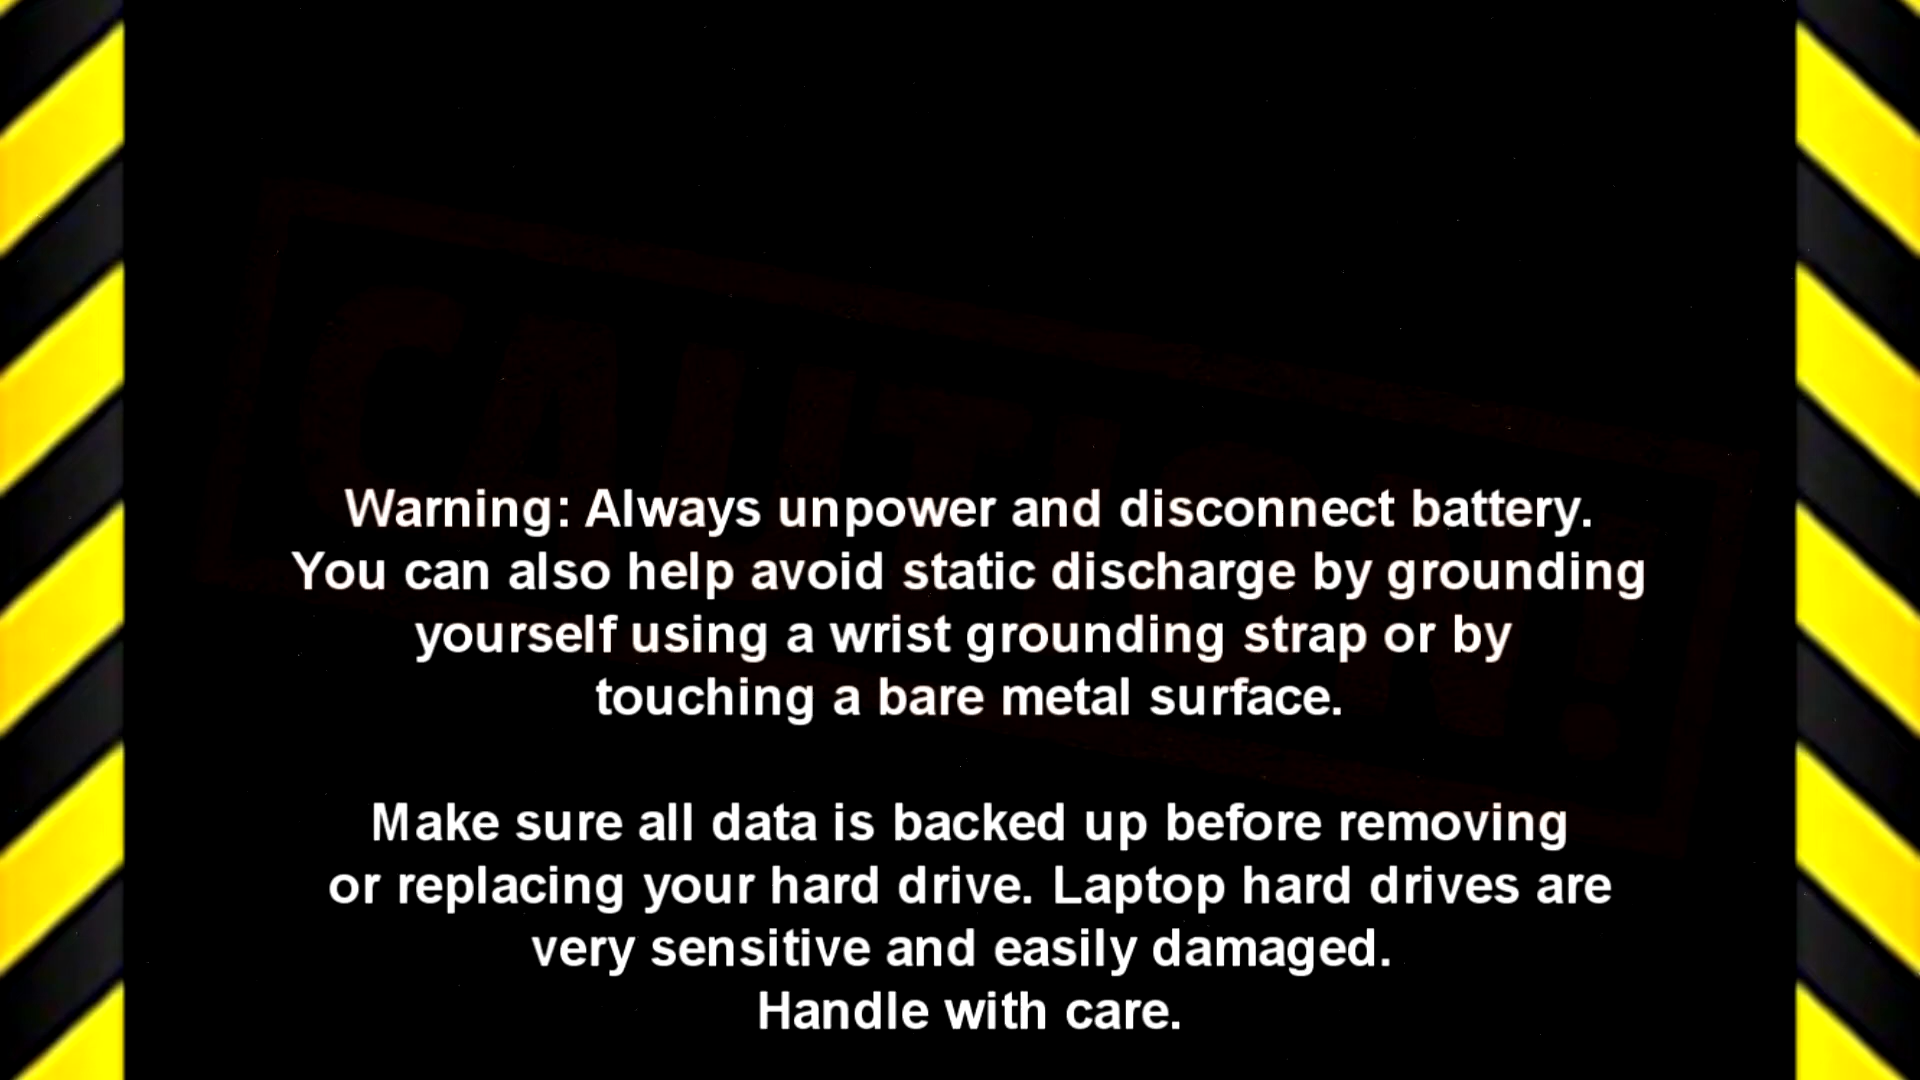 CAUTION!
Warning: Always unpower and disconnect battery.
You can also help avoid static discharge by grounding
yourself using a wrist grounding strap or by
touching a bare metal surface.
Make sure all data is backed up before removing
or replacing your hard drive. Laptop hard drives are
very sensitive and easily damaged.
Handle with care.